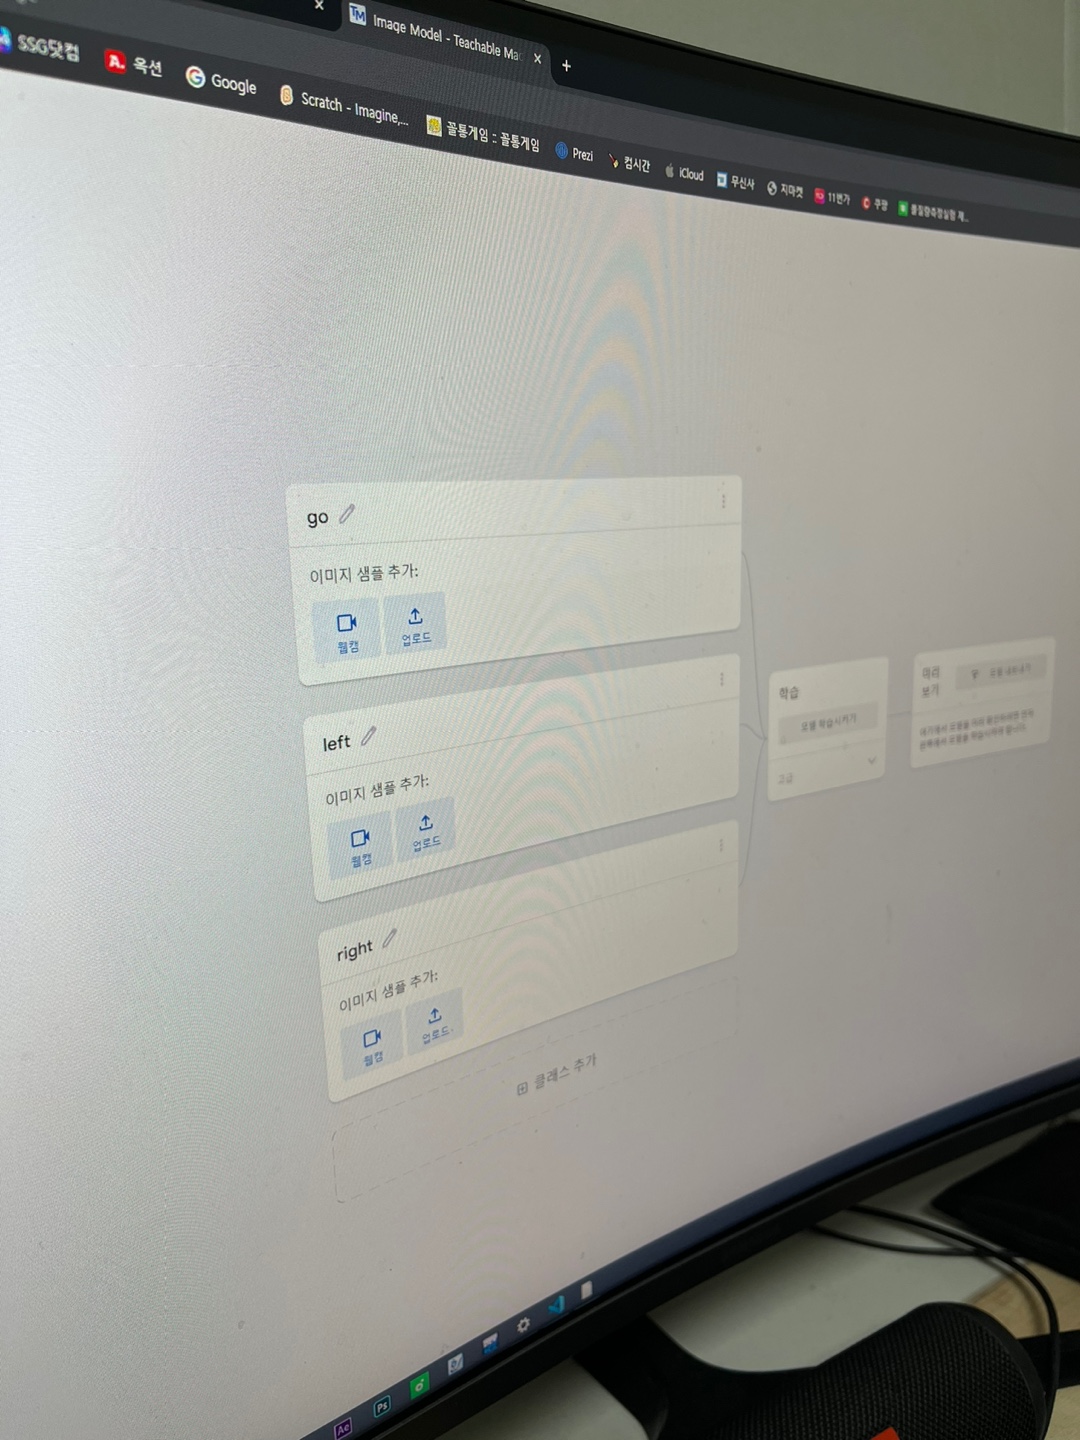 Image Model - Teachable Ma
SSG닷컴
옥션
Google
Scratch - Imagine,...
꼴통게임 :: 꼴통게임
Prezi
컴시간
iCloud
무신사
지마켓
11번가
쿠팡
go
이미지 샘플 추가:
웹캠
업로드
left
이미지 샘플 추가:
웹캠
업로드
right
이미지 샘플 추가:
웹캠
업로드
클래스 추가
학습
모델 학습시키기
고급
미리
보기
모델 내보내기
Ae
Ps